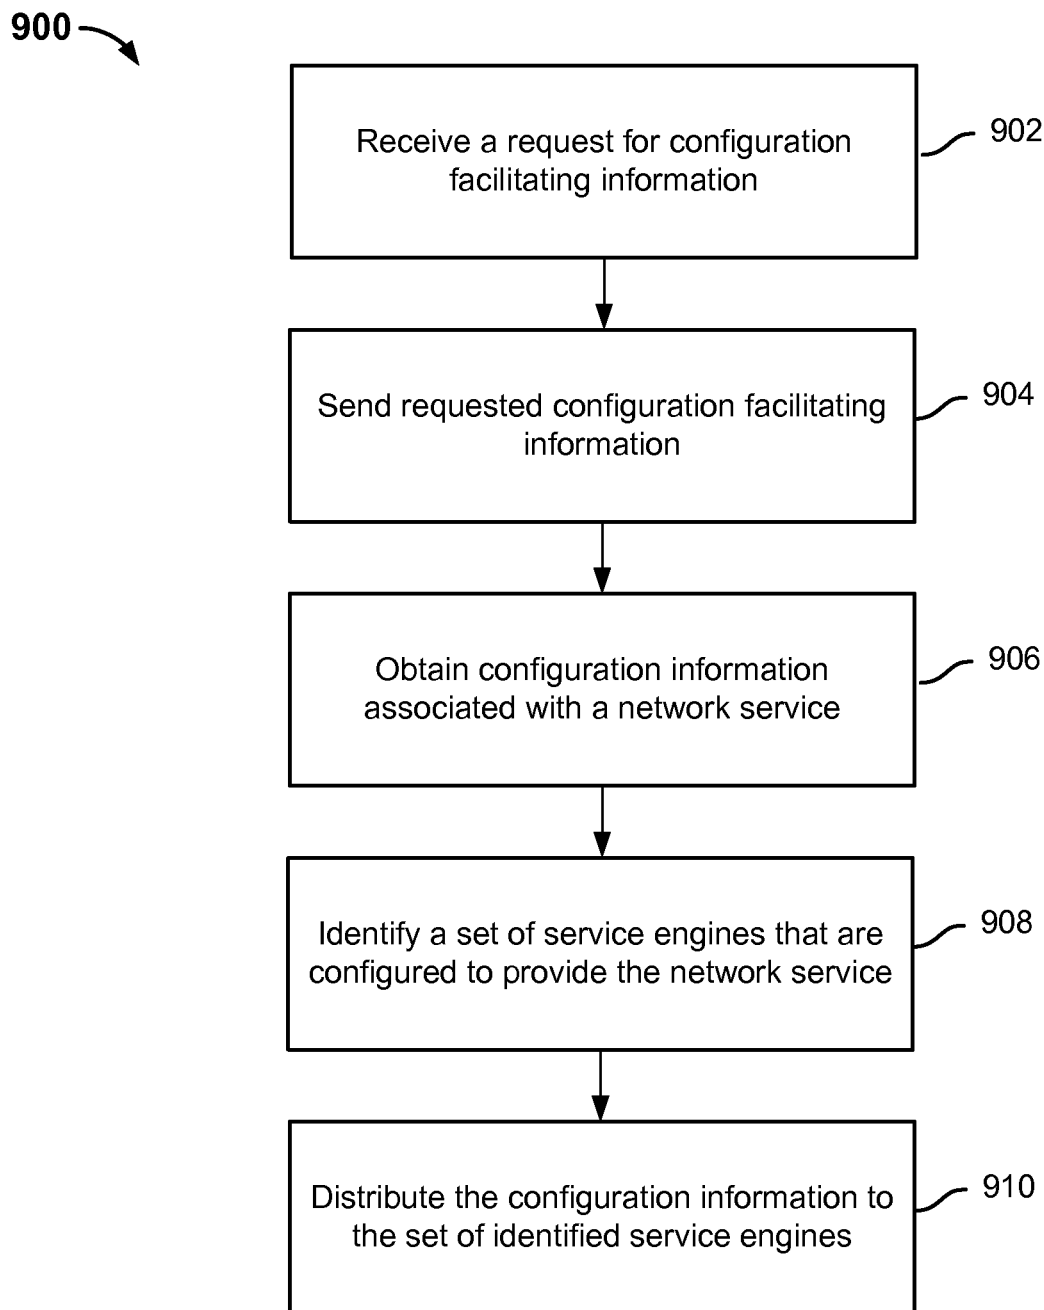 900
Receive a request for configuration
facilitating information
902
Send requested configuration facilitating
information
904
Obtain configuration information
associated with a network service
906
Identify a set of service engines that are
configured to provide the network service
908
Distribute the configuration information to
the set of identified service engines
910